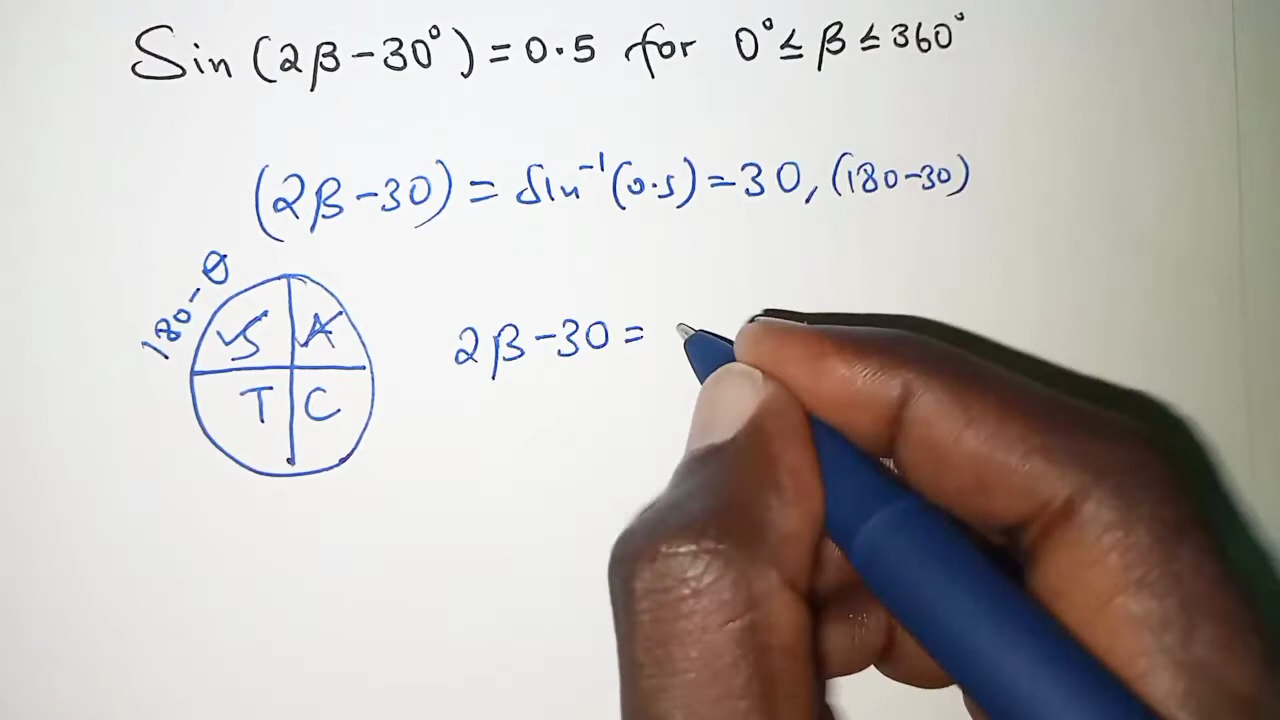 Sin (2β-30°) = 0.5 for 0° ≤ β ≤ 360°
(2β-30) = Sin⁻¹(0.5) = 30, (180-30)
180-θ
S A
T C
2β-30 =